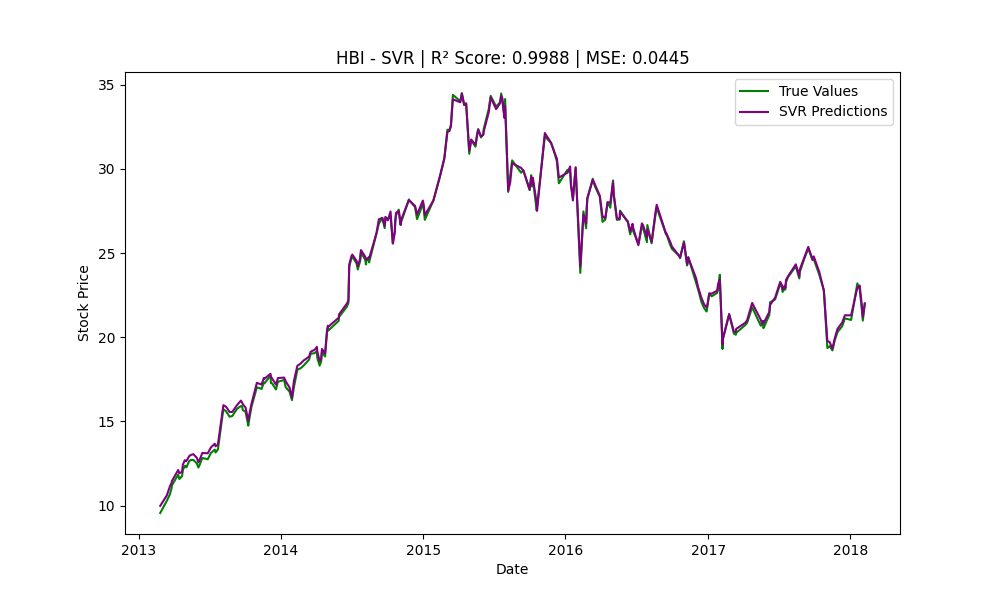 HBI - SVR | R² Score: 0.9988 | MSE: 0.0445
True Values
SVR Predictions
35
30
25
20
15
10
Stock Price
2013 2014 2015 2016 2017 2018
Date